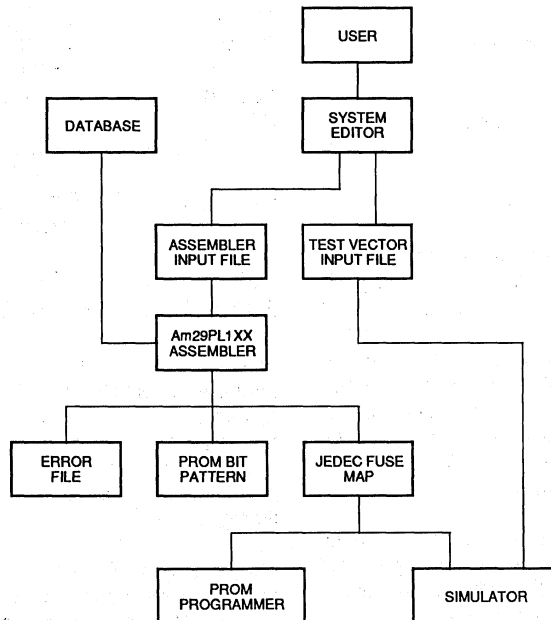 USER
DATABASE
SYSTEM
EDITOR
ASSEMBLER
INPUT FILE
TEST VECTOR
INPUT FILE
Am29PL1XX
ASSEMBLER
ERROR
FILE
PROM BIT
PATTERN
JEDEC FUSE
MAP
PROM
PROGRAMMER
SIMULATOR